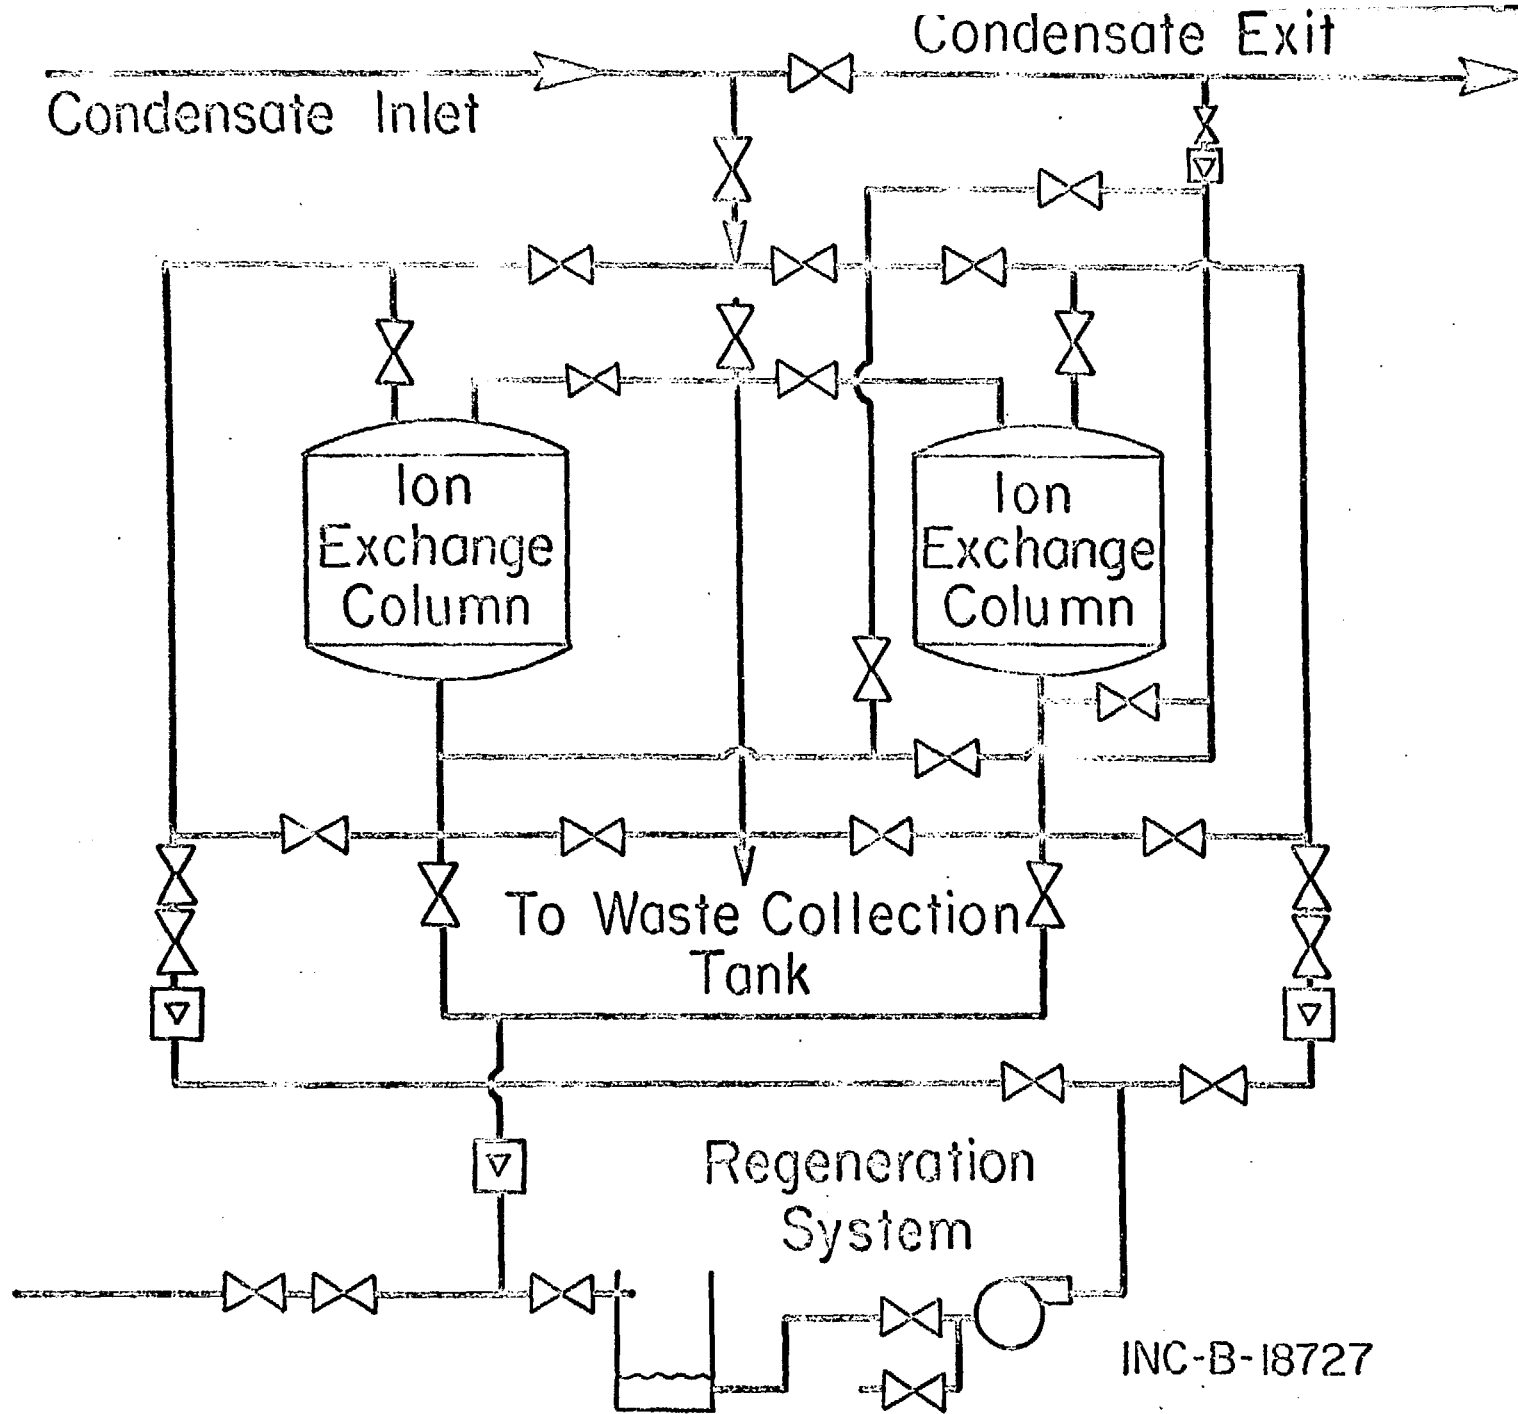 Condensate Exit
Condensate Inlet
Ion
Exchange
Column
Ion
Exchange
Column
To Waste Collection
Tank
Regeneration
System
INC-B-18727